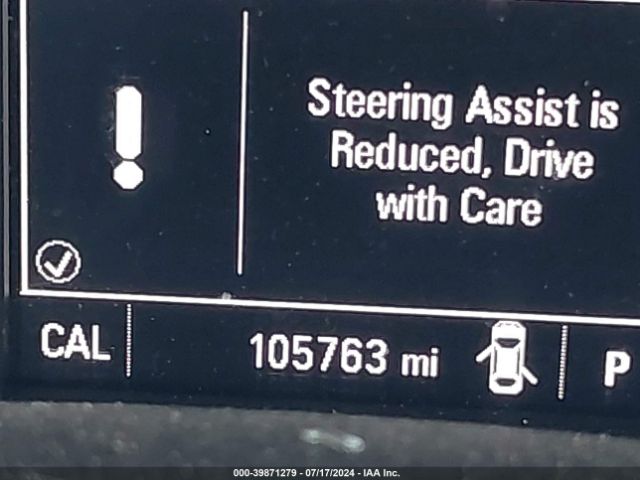 Steering Assist is
Reduced, Drive
with Care
CAL 105763 mi P
000-39871279 - 07/17/2024 - IAA Inc.